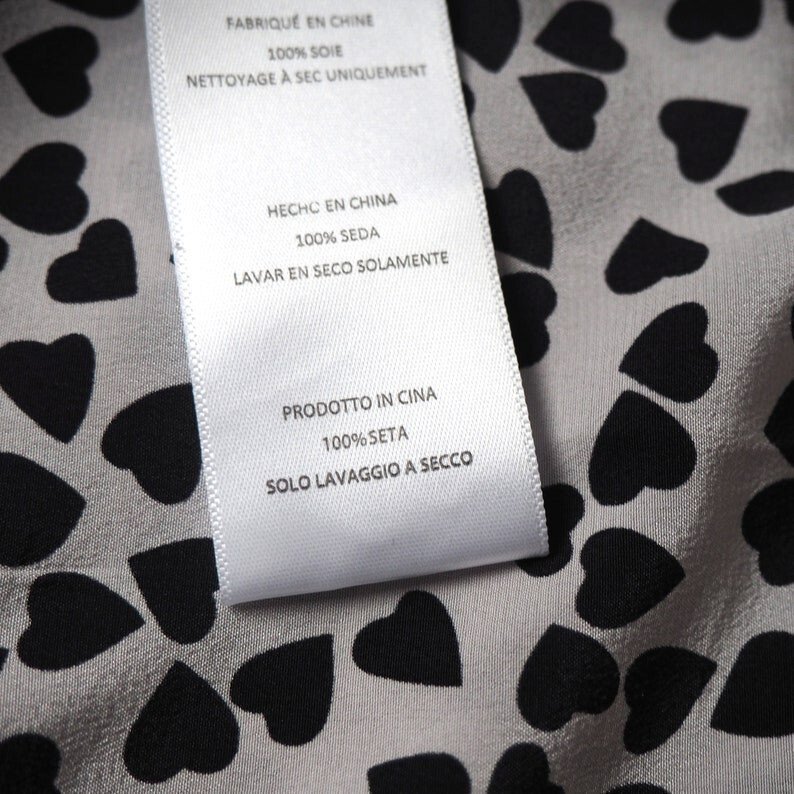 FABRIQUÉ EN CHINE
100% SOIE
NETTOYAGE À SEC UNIQUEMENT
HECHO EN CHINA
100% SEDA
LAVAR EN SECO SOLAMENTE
PRODOTTO IN CINA
100%SETA
SOLO LAVAGGIO A SECCO